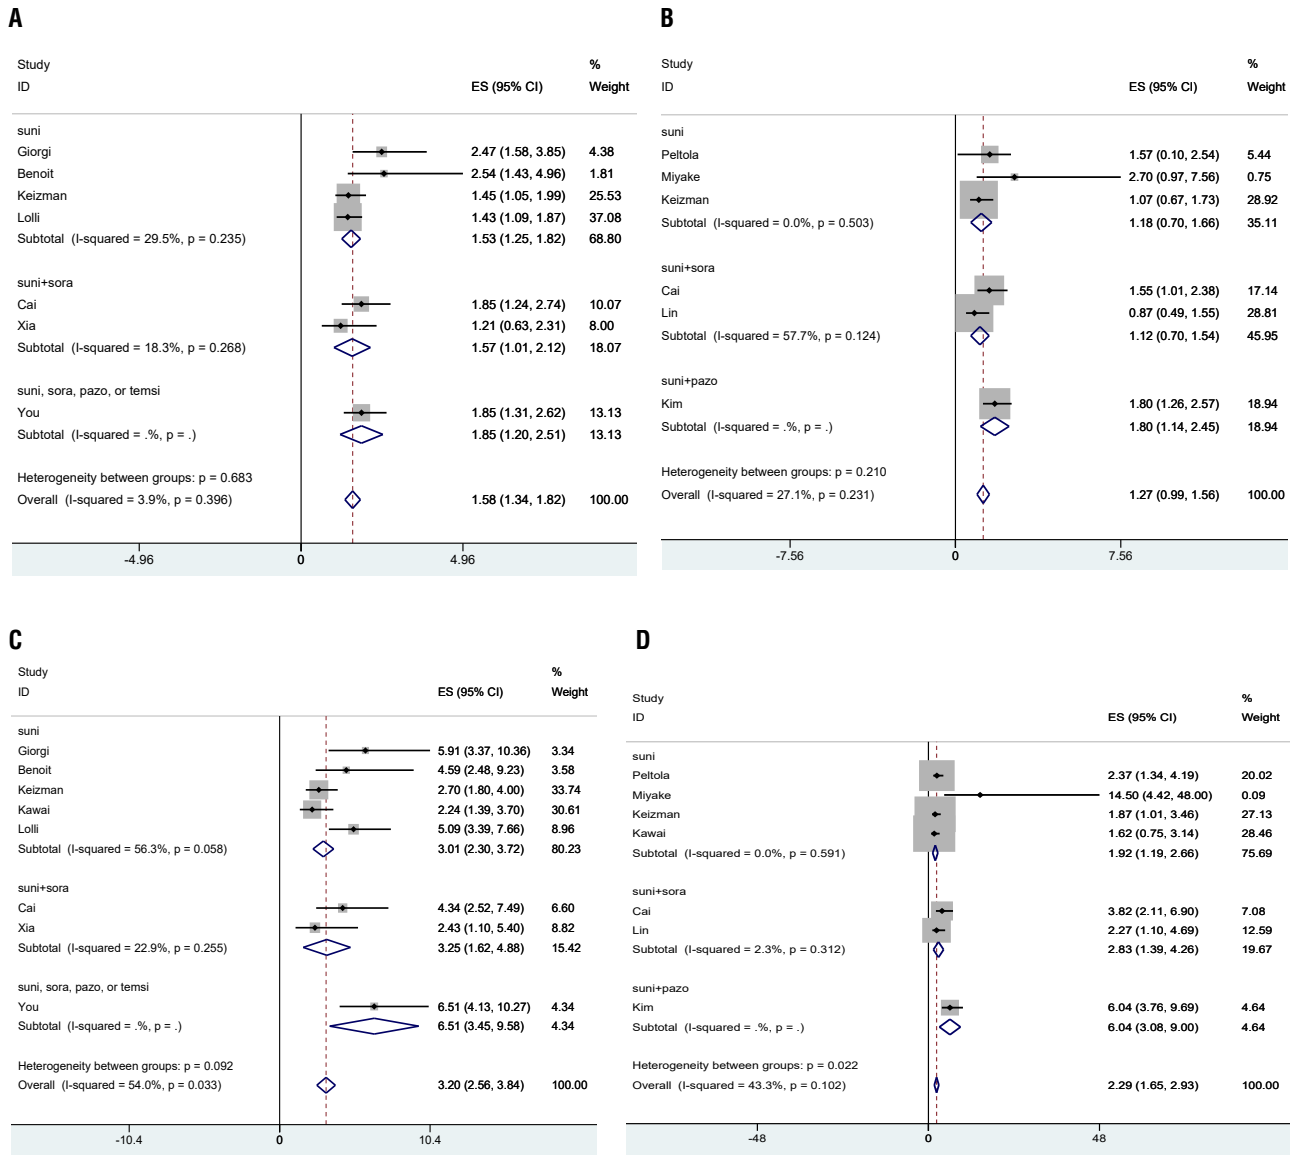 A
Study %
ID ES (95% CI) Weight
suni
Giorgi 2.47 (1.58, 3.85) 4.38
Benoit 2.54 (1.43, 4.96) 1.81
Keizman 1.45 (1.05, 1.99) 25.53
Lolli 1.43 (1.09, 1.87) 37.08
Subtotal (I-squared = 29.5%, p = 0.235) 1.53 (1.25, 1.82) 68.80
suni+sora
Cai 1.85 (1.24, 2.74) 10.07
Xia 1.21 (0.63, 2.31) 8.00
Subtotal (I-squared = 18.3%, p = 0.268) 1.57 (1.01, 2.12) 18.07
suni, sora, pazo, or temsi
You 1.85 (1.31, 2.62) 13.13
Subtotal (I-squared = .%, p = .) 1.85 (1.20, 2.51) 13.13
Heterogeneity between groups: p = 0.683
Overall (I-squared = 3.9%, p = 0.396) 1.58 (1.34, 1.82) 100.00
-4.96 0 4.96
B
Study %
ID ES (95% CI) Weight
suni
Peltola 1.57 (0.10, 2.54) 5.44
Miyake 2.70 (0.97, 7.56) 0.75
Keizman 1.07 (0.67, 1.73) 28.92
Subtotal (I-squared = 0.0%, p = 0.503) 1.18 (0.70, 1.66) 35.11
suni+sora
Cai 1.55 (1.01, 2.38) 17.14
Lin 0.87 (0.49, 1.55) 28.81
Subtotal (I-squared = 57.7%, p = 0.124) 1.12 (0.70, 1.54) 45.95
suni+pazo
Kim 1.80 (1.26, 2.57) 18.94
Subtotal (I-squared = .%, p = .) 1.80 (1.14, 2.45) 18.94
Heterogeneity between groups: p = 0.210
Overall (I-squared = 27.1%, p = 0.231) 1.27 (0.99, 1.56) 100.00
-7.56 0 7.56
C
Study %
ID ES (95% CI) Weight
suni
Giorgi 5.91 (3.37, 10.36) 3.34
Benoit 4.59 (2.48, 9.23) 3.58
Keizman 2.70 (1.80, 4.00) 33.74
Kawai 2.24 (1.39, 3.70) 30.61
Lolli 5.09 (3.39, 7.66) 8.96
Subtotal (I-squared = 56.3%, p = 0.058) 3.01 (2.30, 3.72) 80.23
suni+sora
Cai 4.34 (2.52, 7.49) 6.60
Xia 2.43 (1.10, 5.40) 8.82
Subtotal (I-squared = 22.9%, p = 0.255) 3.25 (1.62, 4.88) 15.42
suni, sora, pazo, or temsi
You 6.51 (4.13, 10.27) 4.34
Subtotal (I-squared = .%, p = .) 6.51 (3.45, 9.58) 4.34
Heterogeneity between groups: p = 0.092
Overall (I-squared = 54.0%, p = 0.033) 3.20 (2.56, 3.84) 100.00
-10.4 0 10.4
D
Study %
ID ES (95% CI) Weight
suni
Peltola 2.37 (1.34, 4.19) 20.02
Miyake 14.50 (4.42, 48.00) 0.09
Keizman 1.87 (1.01, 3.46) 27.13
Kawai 1.62 (0.75, 3.14) 28.46
Subtotal (I-squared = 0.0%, p = 0.591) 1.92 (1.19, 2.66) 75.69
suni+sora
Cai 3.82 (2.11, 6.90) 7.08
Lin 2.27 (1.10, 4.69) 12.59
Subtotal (I-squared = 2.3%, p = 0.312) 2.83 (1.39, 4.26) 19.67
suni+pazo
Kim 6.04 (3.76, 9.69) 4.64
Subtotal (I-squared = .%, p = .) 6.04 (3.08, 9.00) 4.64
Heterogeneity between groups: p = 0.022
Overall (I-squared = 43.3%, p = 0.102) 2.29 (1.65, 2.93) 100.00
-48 0 48